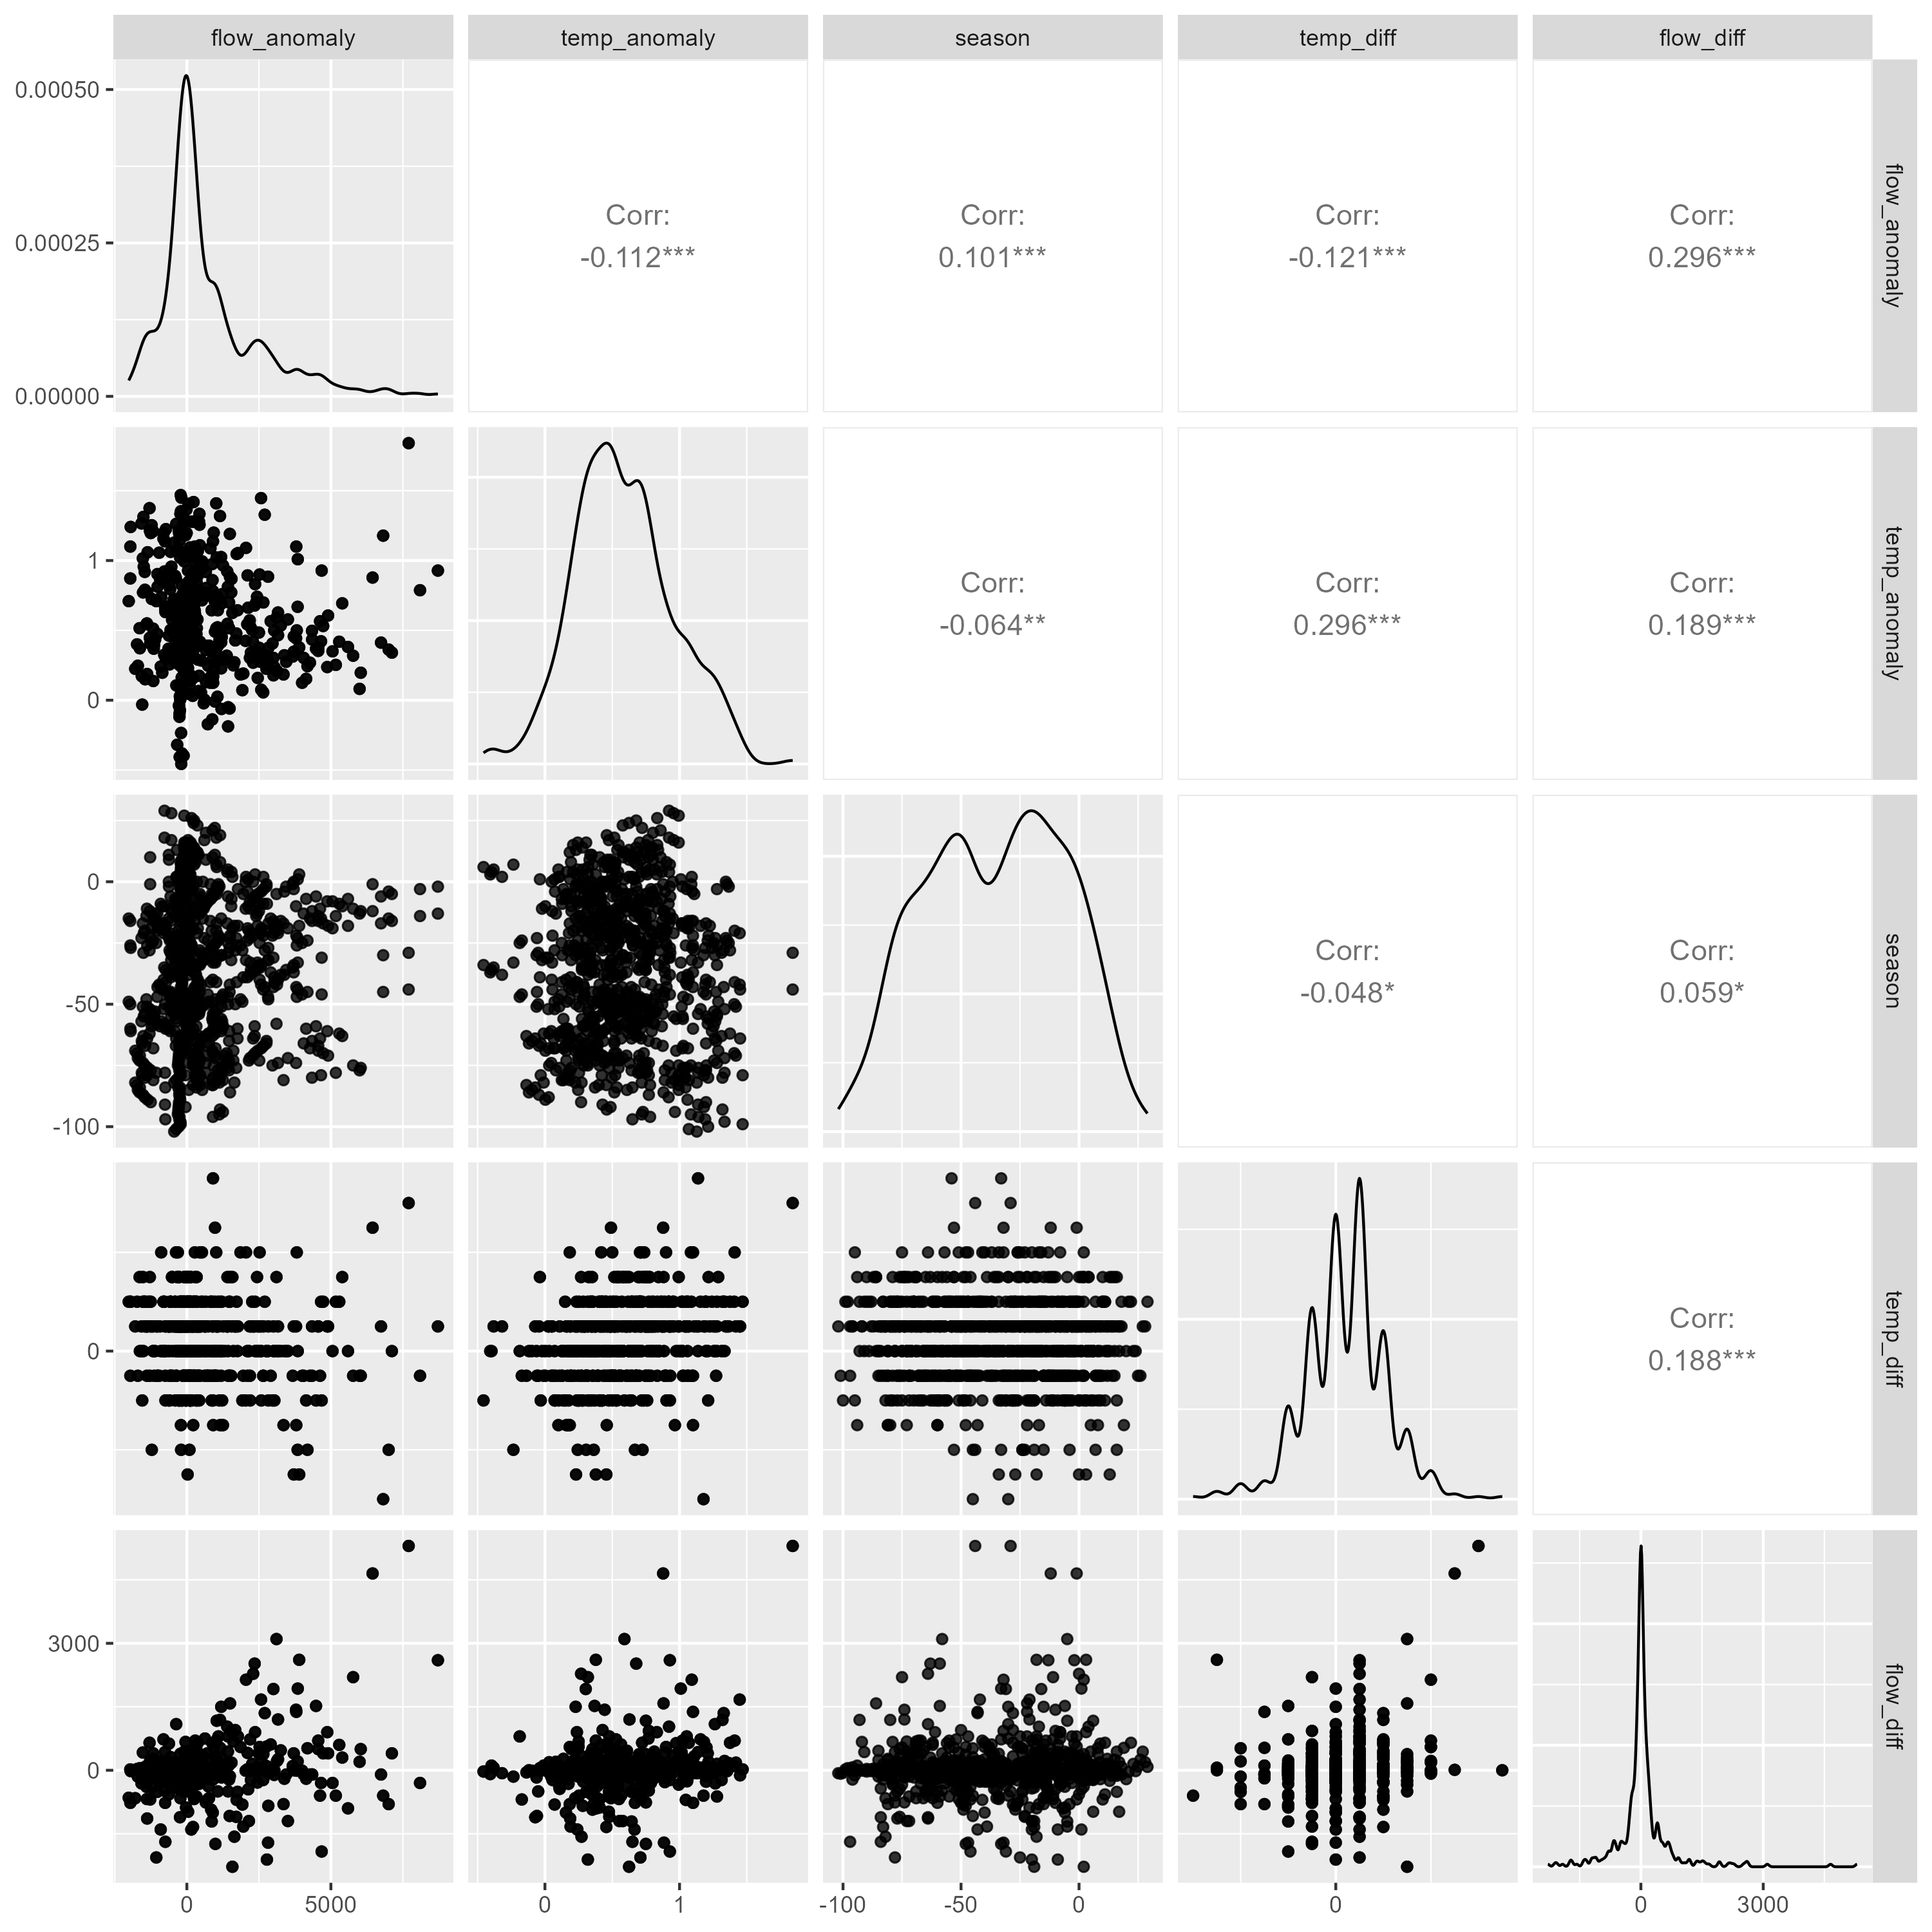 flow_anomaly
temp_anomaly
season
temp_diff
flow_diff
0.00050
0.00025
0.00000
Corr:
-0.112***
Corr:
0.101***
Corr:
-0.121***
Corr:
0.296***
flow_anomaly
1
0
Corr:
-0.064**
Corr:
0.296***
Corr:
0.189***
temp_anomaly
0
-50
-100
Corr:
-0.048*
Corr:
0.059*
season
0
Corr:
0.188***
temp_diff
3000
0
flow_diff
0
5000
0
1
-100
-50
0
0
0
3000